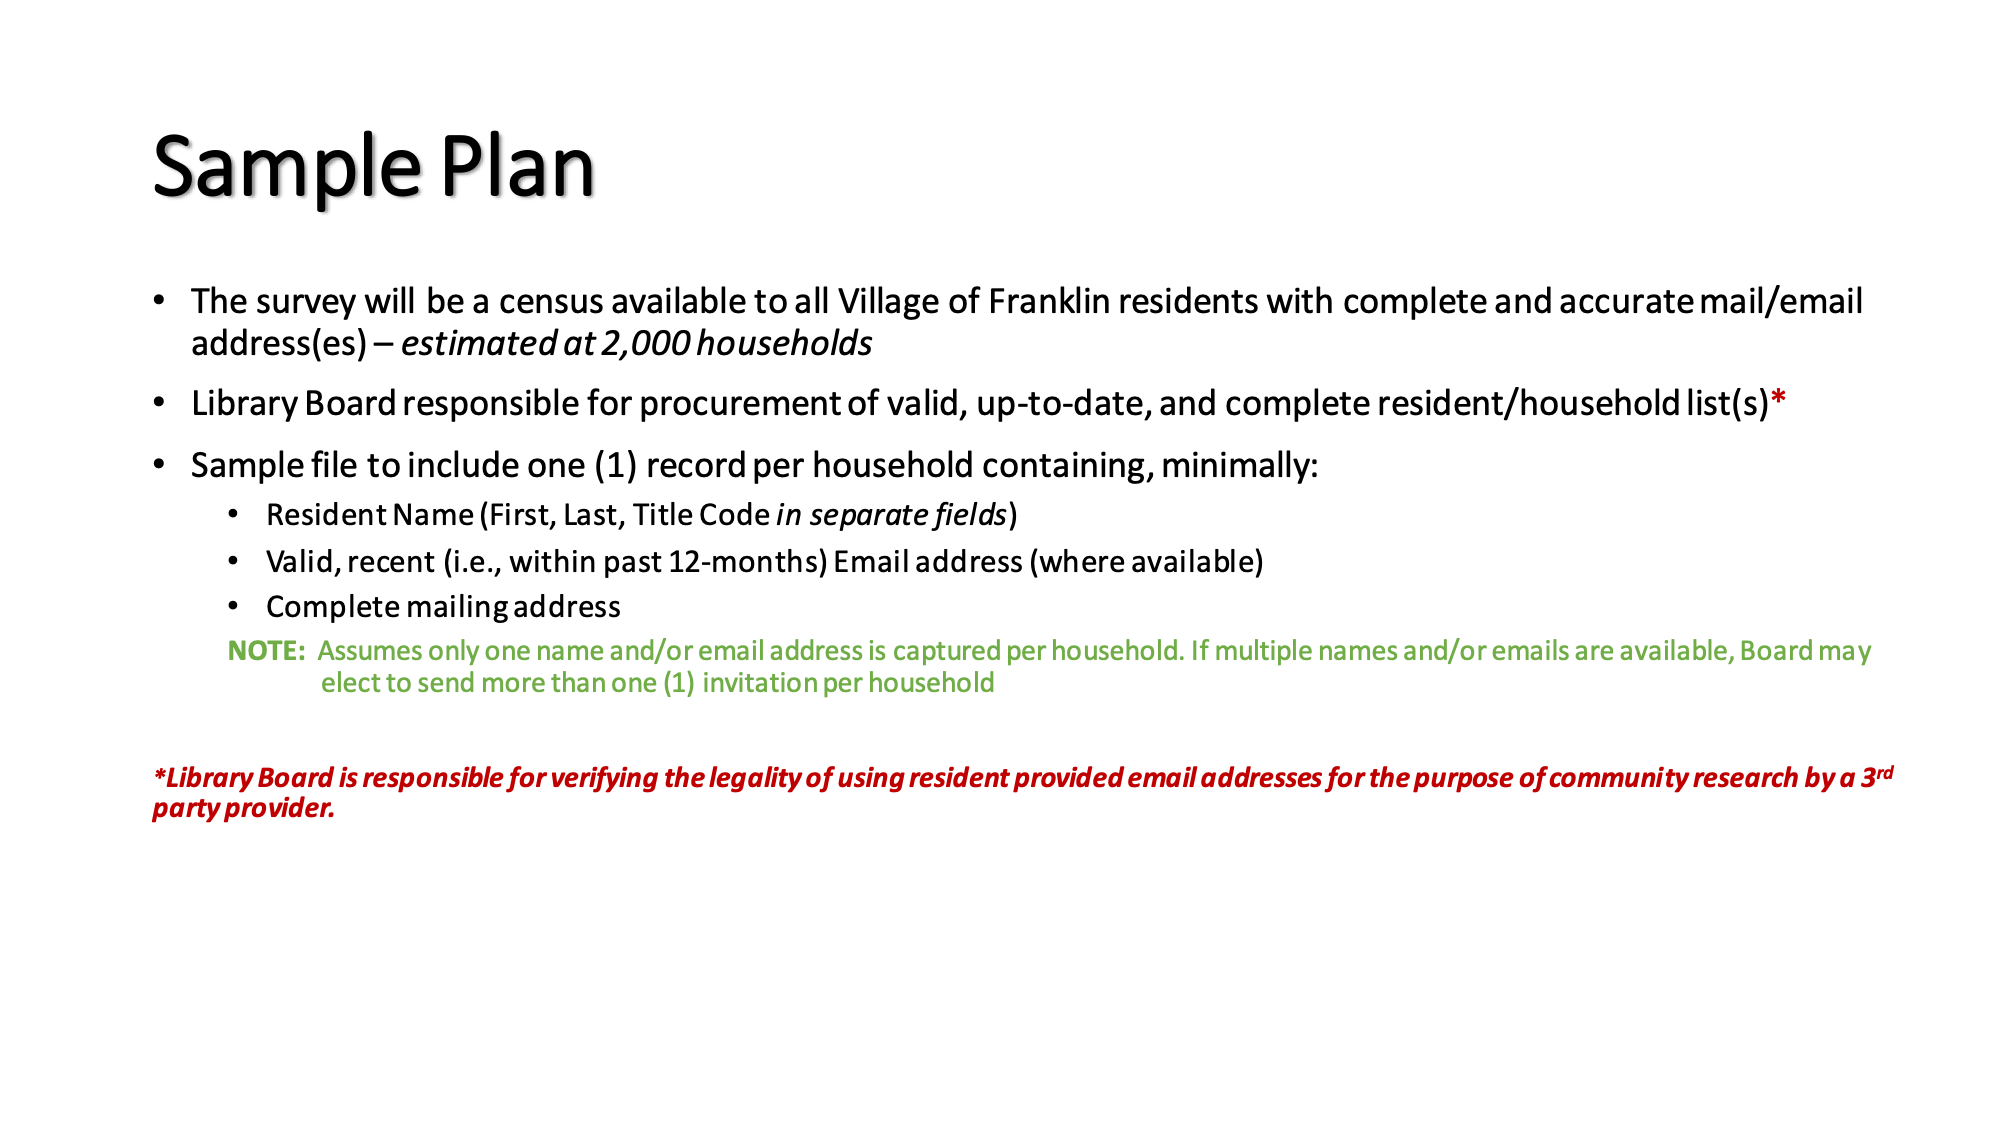 Sample Plan
• The survey will be a census available to all Village of Franklin residents with complete and accurate mail/email
address(es) – estimated at 2,000 households
• Library Board responsible for procurement of valid, up-to-date, and complete resident/household list(s)*
• Sample file to include one (1) record per household containing, minimally:
• Resident Name (First, Last, Title Code in separate fields)
• Valid, recent (i.e., within past 12-months) Email address (where available)
• Complete mailing address
NOTE: Assumes only one name and/or email address is captured per household. If multiple names and/or emails are available, Board may
elect to send more than one (1) invitation per household
*Library Board is responsible for verifying the legality of using resident provided email addresses for the purpose of community research by a 3rd
party provider.